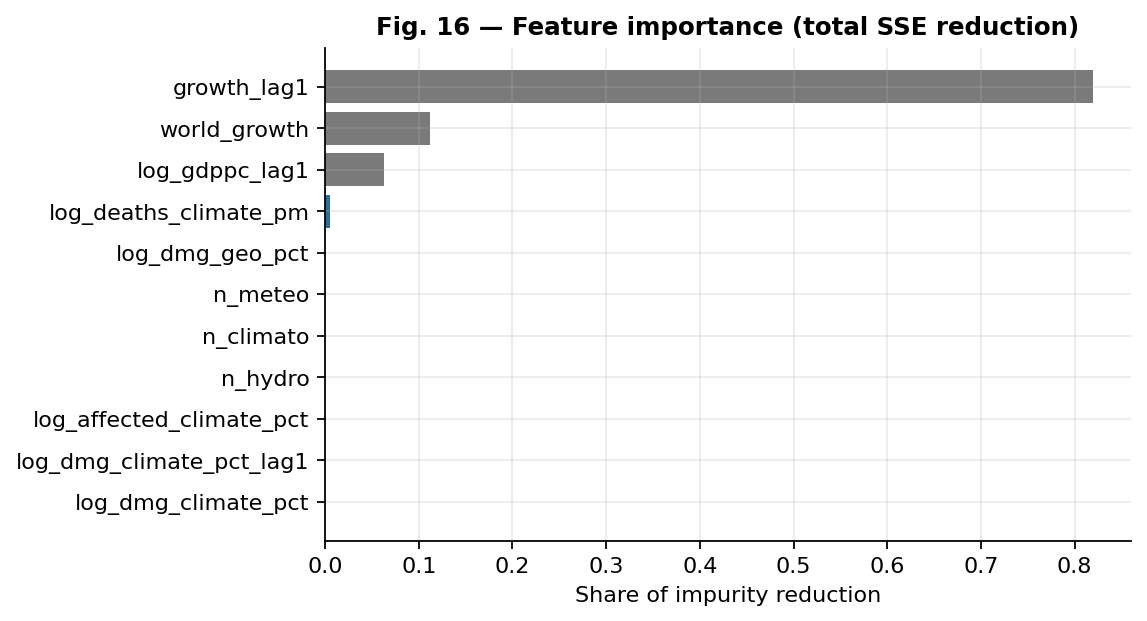 Fig. 16 — Feature importance (total SSE reduction)
growth_lag1
world_growth
log_gdppc_lag1
log_deaths_climate_pm
log_dmg_geo_pct
n_meteo
n_climato
n_hydro
log_affected_climate_pct
log_dmg_climate_pct_lag1
log_dmg_climate_pct
0.0 0.1 0.2 0.3 0.4 0.5 0.6 0.7 0.8
Share of impurity reduction